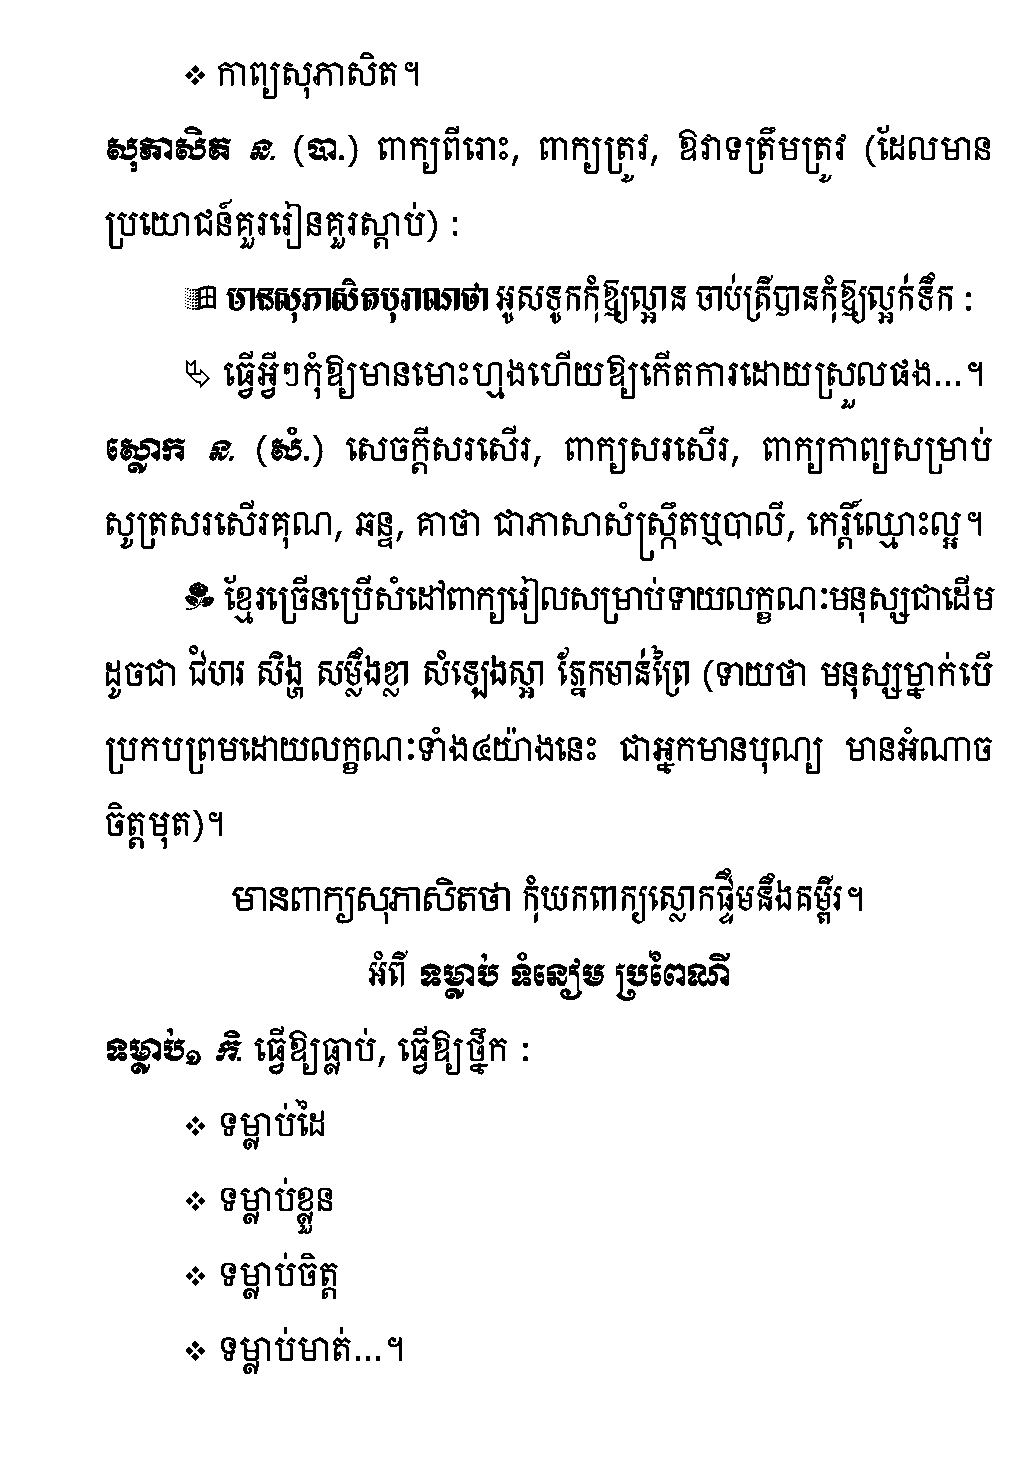 ❖ កាព្យសុភាសិត។
សុភាសិត ន. (បា.) ពាក្យពីរោះ, ពាក្យត្រូវ, ឱវាទត្រឹមត្រូវ (ដែលមាន
ប្រយោជន៍គួររៀនគួរស្ដាប់) :
មានសុភាសិតបុរាណថា អូសទូកកុំឱ្យល្អាន ចាប់ត្រីបានកុំឱ្យល្អក់ទឹក :
ធ្វើអ្វីៗកុំឱ្យមានមោះហ្មងហើយឱ្យកើតការដោយស្រួលផង...។
ស្លោក ន. (សំ.) សេចក្ដីសរសើរ, ពាក្យសរសើរ, ពាក្យកាព្យសម្រាប់
សូត្រសរសើរគុណ, ឆន្ទ, គាថា ជាភាសាសំស្ក្រឹតឬបាលី, កេរ្តិ៍ឈ្មោះល្អ។
ខ្មែរច្រើនប្រើសំដៅពាក្យរៀលសម្រាប់ទាយលក្ខណៈមនុស្សជាដើម
ដូចជា ជំហរ សិង្ហ សម្លឹងខ្លា សំឡេងស្អា ភ្នែកមាន់ព្រៃ (ទាយថា មនុស្សម្នាក់បើ
ប្រកបព្រមដោយលក្ខណៈទាំង៤យ៉ាងនេះ ជាអ្នកមានបុណ្យ មានអំណាច
ចិត្តមុត)។
មានពាក្យសុភាសិតថា កុំយកពាក្យស្លោកផ្ទឹមនឹងគម្ពីរ។
អំពី ទម្លាប់ ទំនៀម ប្រពៃណី
ទម្លាប់១ កិ. ធ្វើឱ្យធ្លាប់, ធ្វើឱ្យថ្នឹក :
❖ ទម្លាប់ដៃ
❖ ទម្លាប់ខ្លួន
❖ ទម្លាប់ចិត្ត
❖ ទម្លាប់មាត់...។